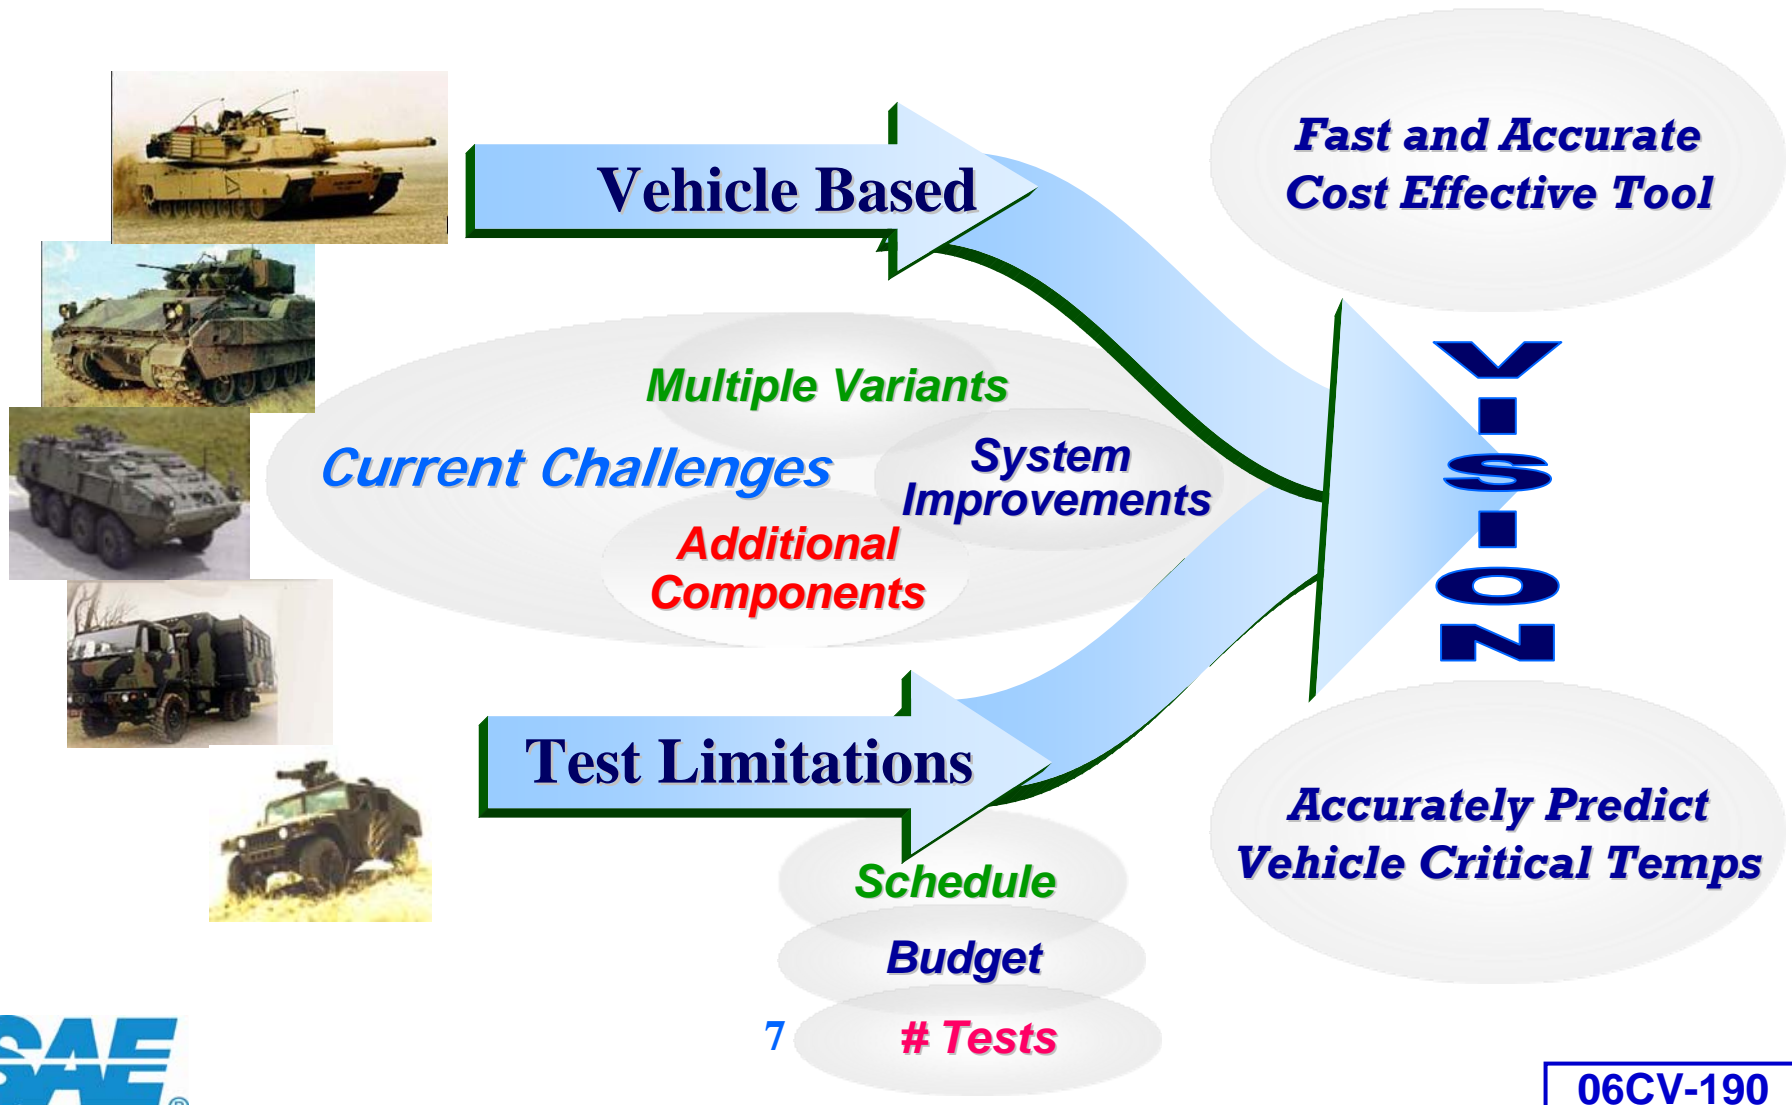 Fast and Accurate
Cost Effective Tool
Vehicle Based
Multiple Variants
Current Challenges
System
Improvements
Additional
Components
VISION
Test Limitations
Accurately Predict
Vehicle Critical Temps
Schedule
Budget
# Tests
7
SAE®
06CV-190